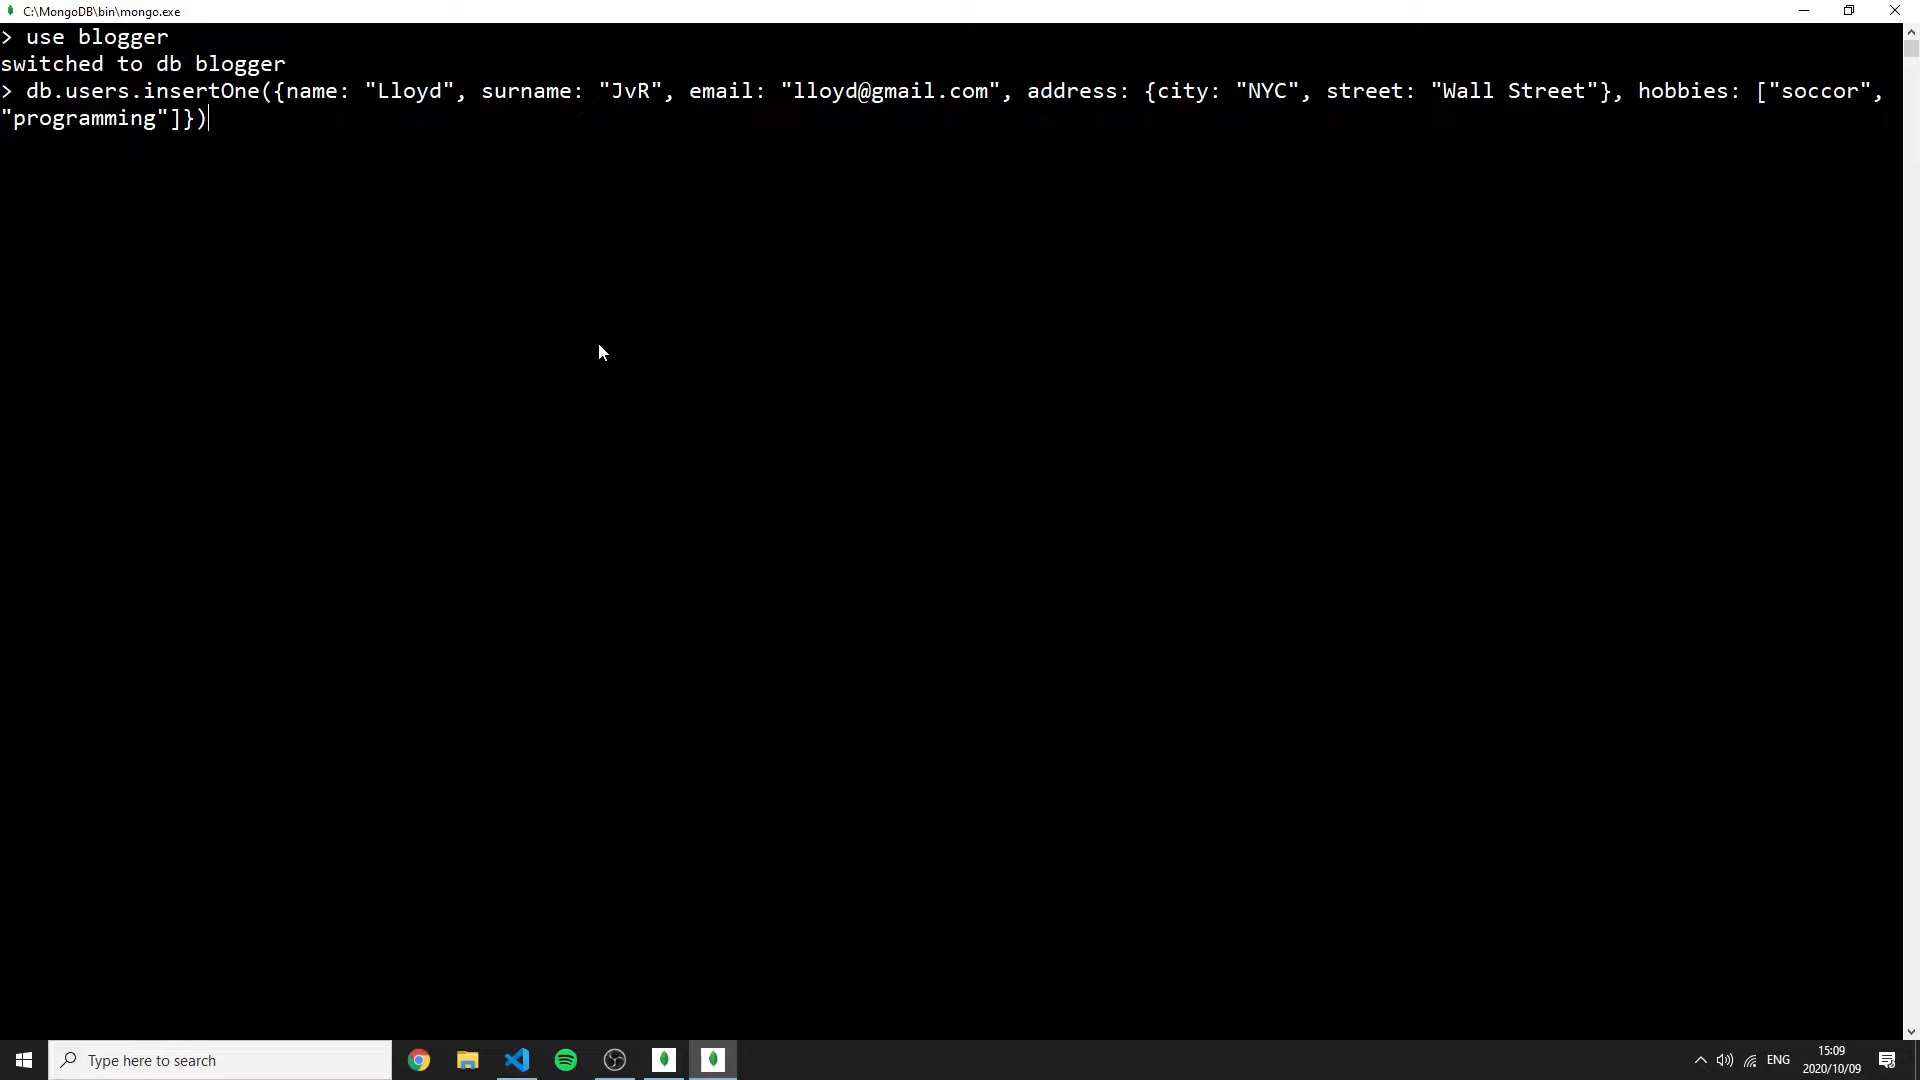 C:\MongoDB\bin\mongo.exe
> use blogger
switched to db blogger
> db.users.insertOne({name: "Lloyd", surname: "JvR", email: "lloyd@gmail.com", address: {city: "NYC", street: "Wall Street"}, hobbies: ["soccor",
"programming"]})
Type here to search
ENG
15:09
2020/10/09